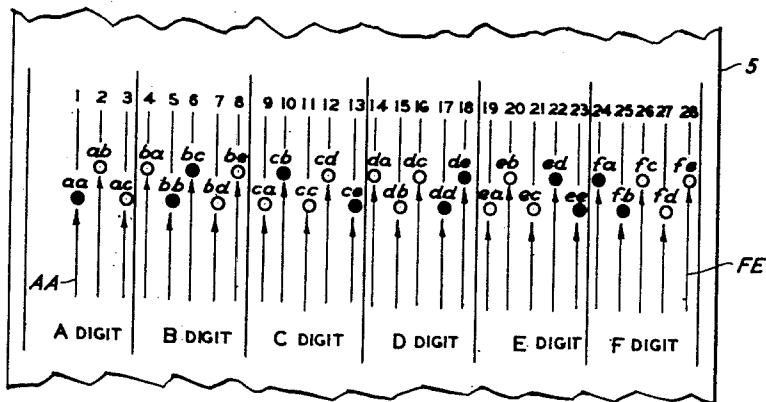 5
1 2 3 4 5 6 7 8 9 10 11 12 13 14 15 16 17 18 19 20 21 22 23 24 25 26 27 28
ab ba bc be cb cd da dc de eb ed fa fc fe
aa ac bb bd ca cc ce db dd ea ec ee fb fd
AA FE
A DIGIT B DIGIT C DIGIT D DIGIT E DIGIT F DIGIT